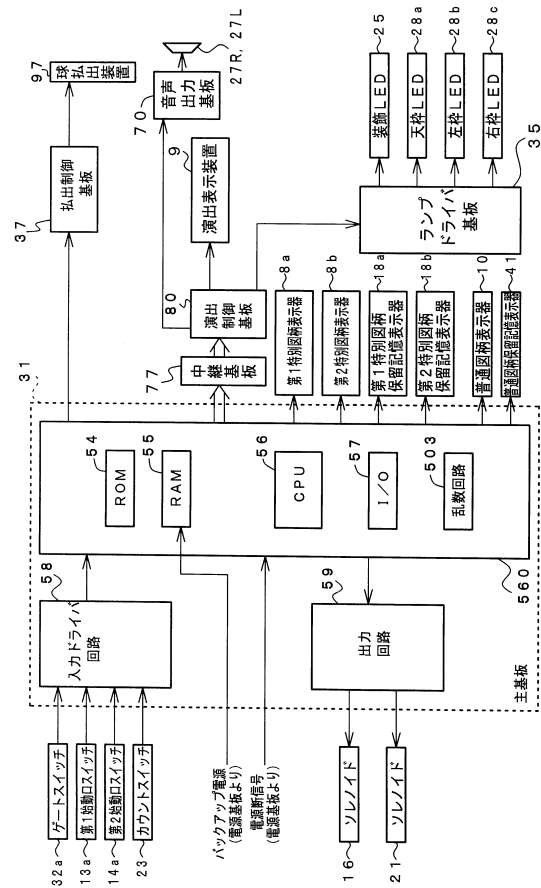 31
主基板
32a
ゲートスイッチ
13a
第1始動口スイッチ
14a
第2始動口スイッチ
23
カウントスイッチ
58
入力ドライバ
回路
バックアップ電源
(電源基板より)
電源断信号
(電源基板より)
59
出力
回路
16
ソレノイド
21
ソレノイド
560
54
ROM
55
RAM
56
CPU
57
I/O
503
乱数回路
37
払出制御
基板
97
球払出装置
77
中継基板
80
演出
制御
基板
9
演出表示装置
70
音声
出力
基板
27R, 27L
8a
第1特別図柄表示器
8b
第2特別図柄表示器
18a
第1特別図柄
保留記憶表示器
18b
第2特別図柄
保留記憶表示器
10
普通図柄表示器
41
普通図柄保留記憶表示器
35
ランプ
ドライバ
基板
25
装飾LED
28a
天枠LED
28b
左枠LED
28c
右枠LED